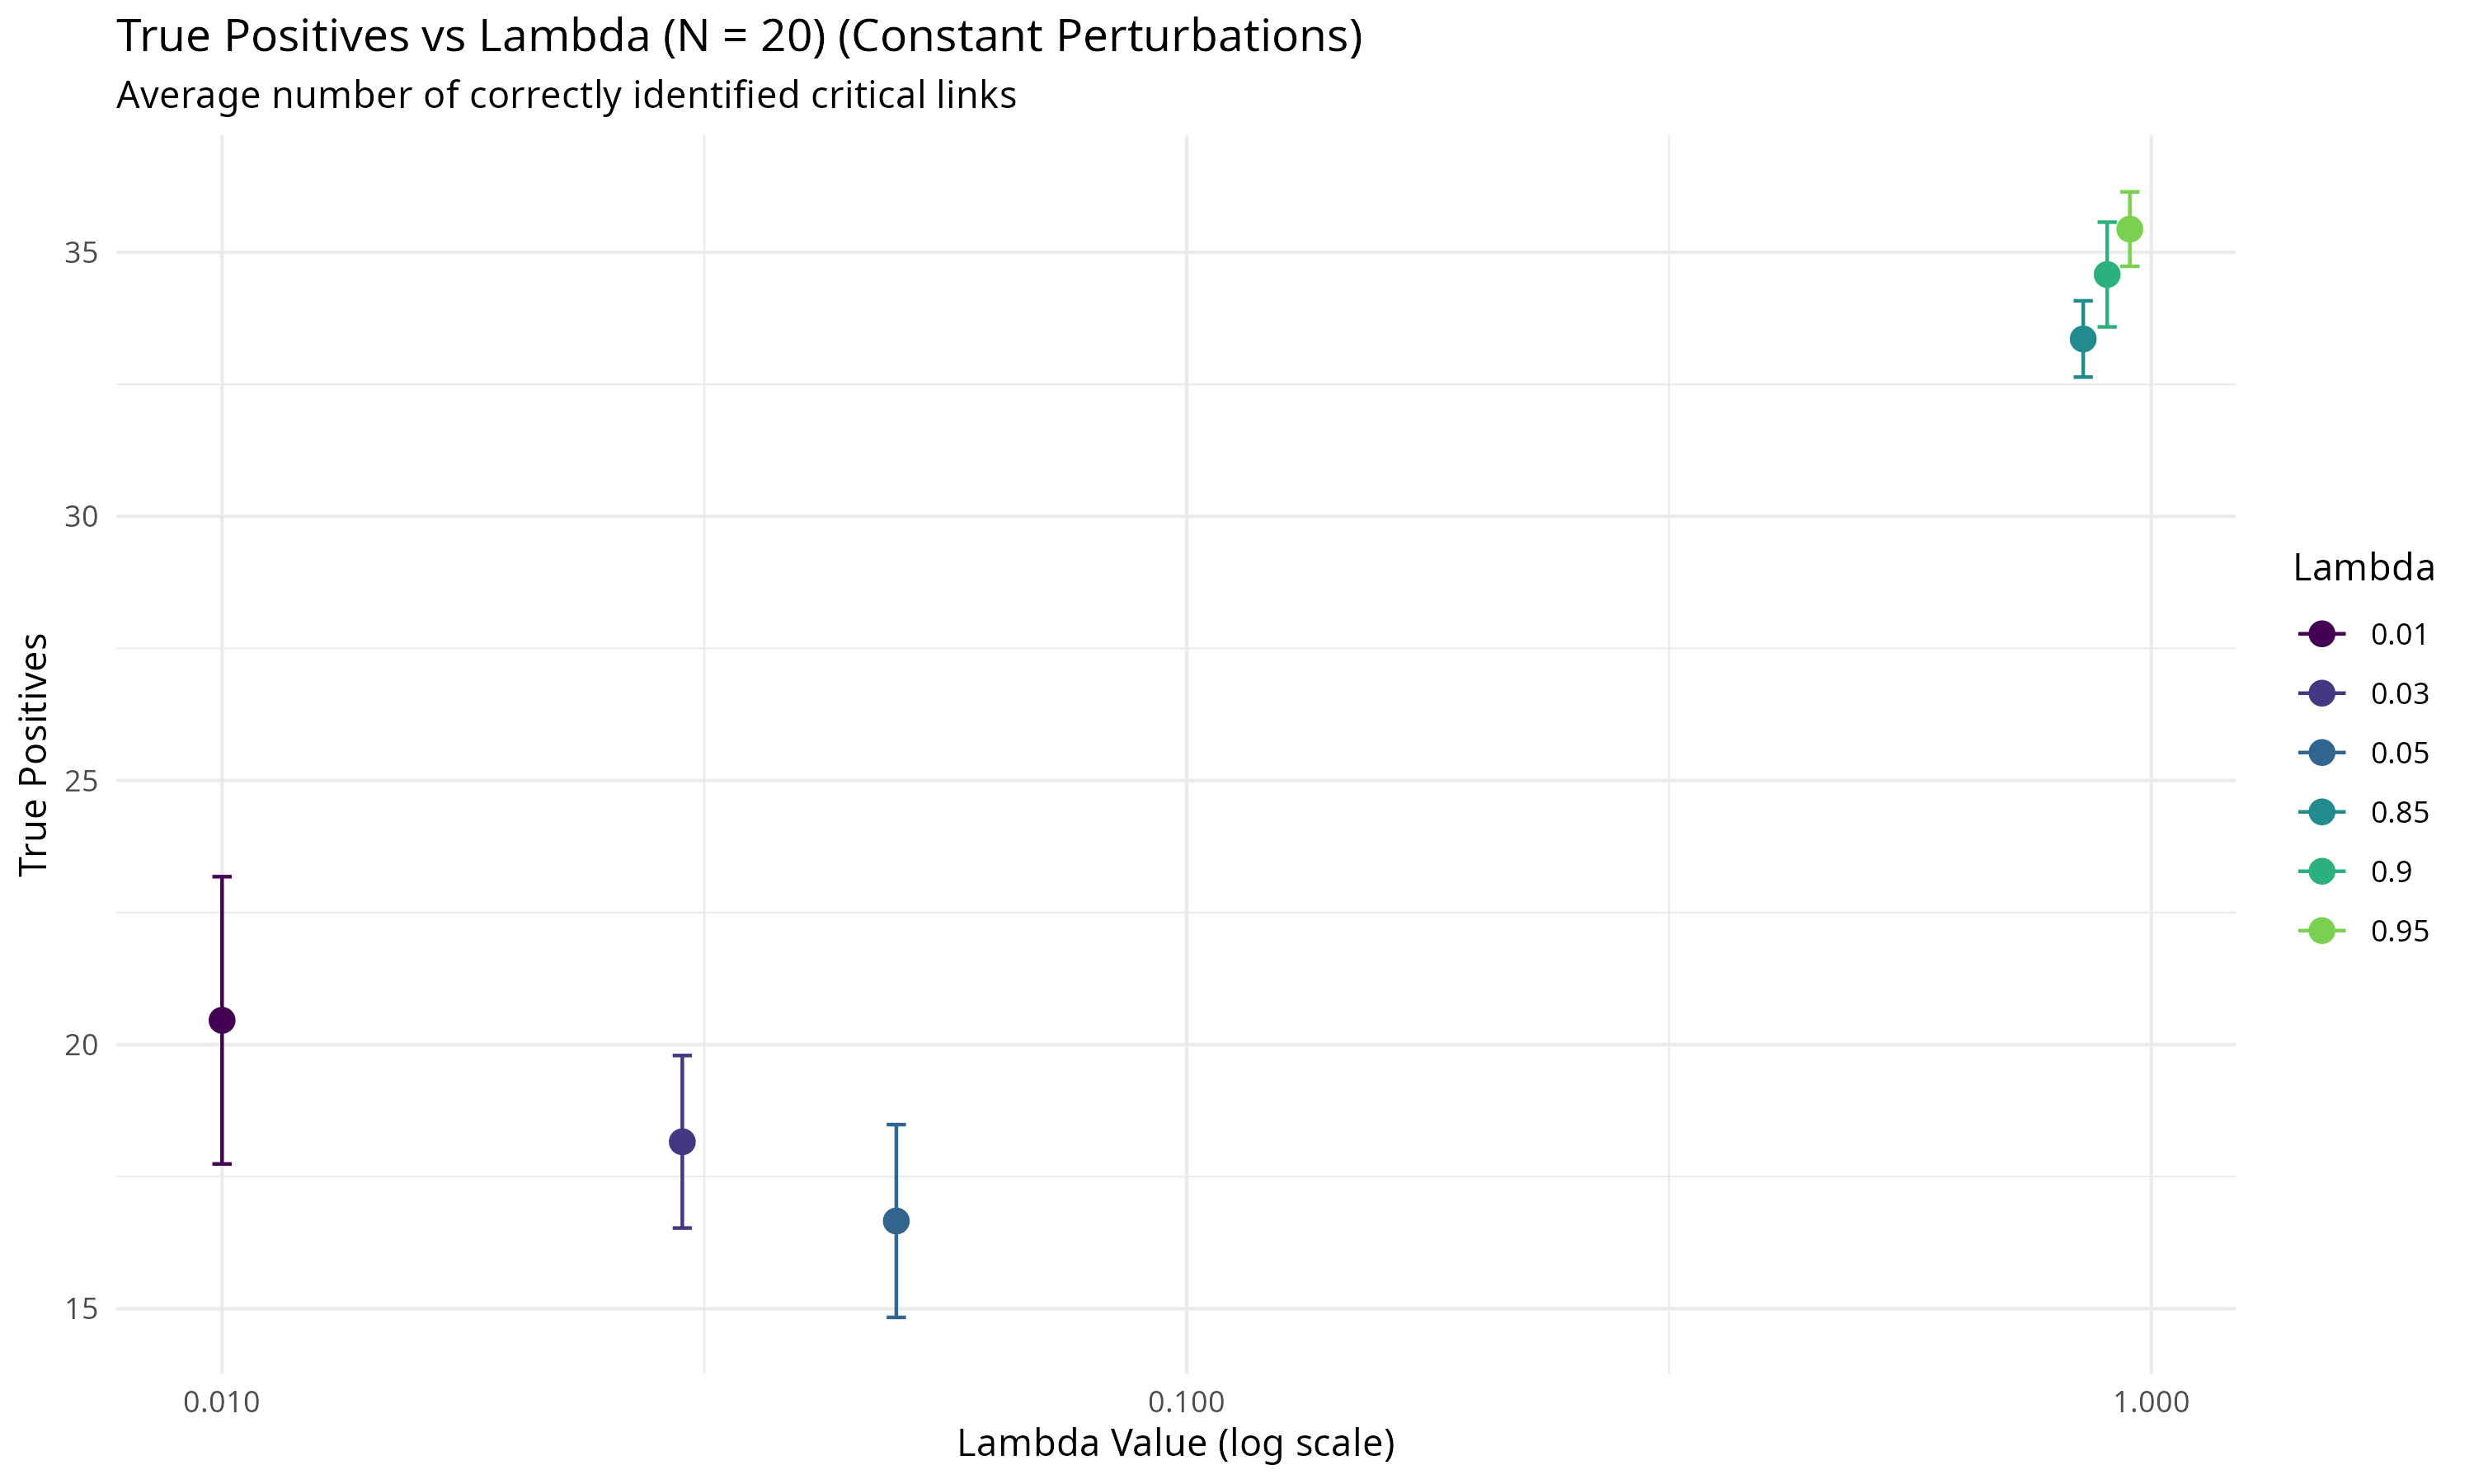 True Positives vs Lambda (N = 20) (Constant Perturbations)
Average number of correctly identified critical links
True Positives
35
30
25
20
15
0.010
0.100
1.000
Lambda Value (log scale)
Lambda
0.01
0.03
0.05
0.85
0.9
0.95